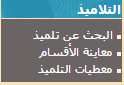 التلاميذ
البحث عن تلميذ
معاينة الأقسام
معطيات التلميذ